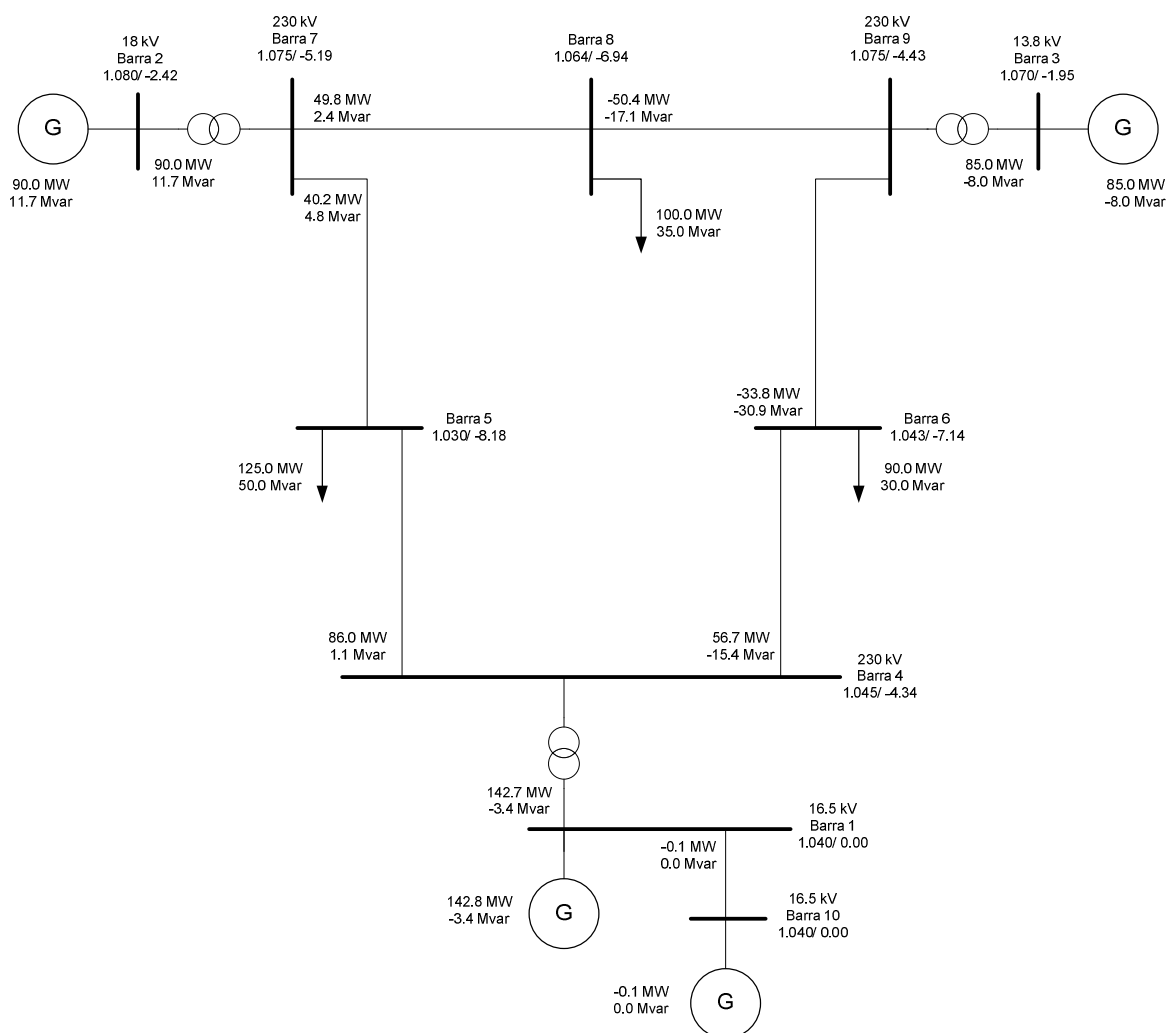 18 kV
Barra 2
1.080/ -2.42
230 kV
Barra 7
1.075/ -5.19
Barra 8
1.064/ -6.94
230 kV
Barra 9
1.075/ -4.43
13.8 kV
Barra 3
1.070/ -1.95
G
90.0 MW
11.7 Mvar
90.0 MW
11.7 Mvar
49.8 MW
2.4 Mvar
-50.4 MW
-17.1 Mvar
85.0 MW
-8.0 Mvar
G
85.0 MW
-8.0 Mvar
40.2 MW
4.8 Mvar
100.0 MW
35.0 Mvar
Barra 5
1.030/ -8.18
125.0 MW
50.0 Mvar
-33.8 MW
-30.9 Mvar
Barra 6
1.043/ -7.14
90.0 MW
30.0 Mvar
86.0 MW
1.1 Mvar
56.7 MW
-15.4 Mvar
230 kV
Barra 4
1.045/ -4.34
142.7 MW
-3.4 Mvar
16.5 kV
Barra 1
1.040/ 0.00
-0.1 MW
0.0 Mvar
142.8 MW
-3.4 Mvar
G
16.5 kV
Barra 10
1.040/ 0.00
-0.1 MW
0.0 Mvar
G